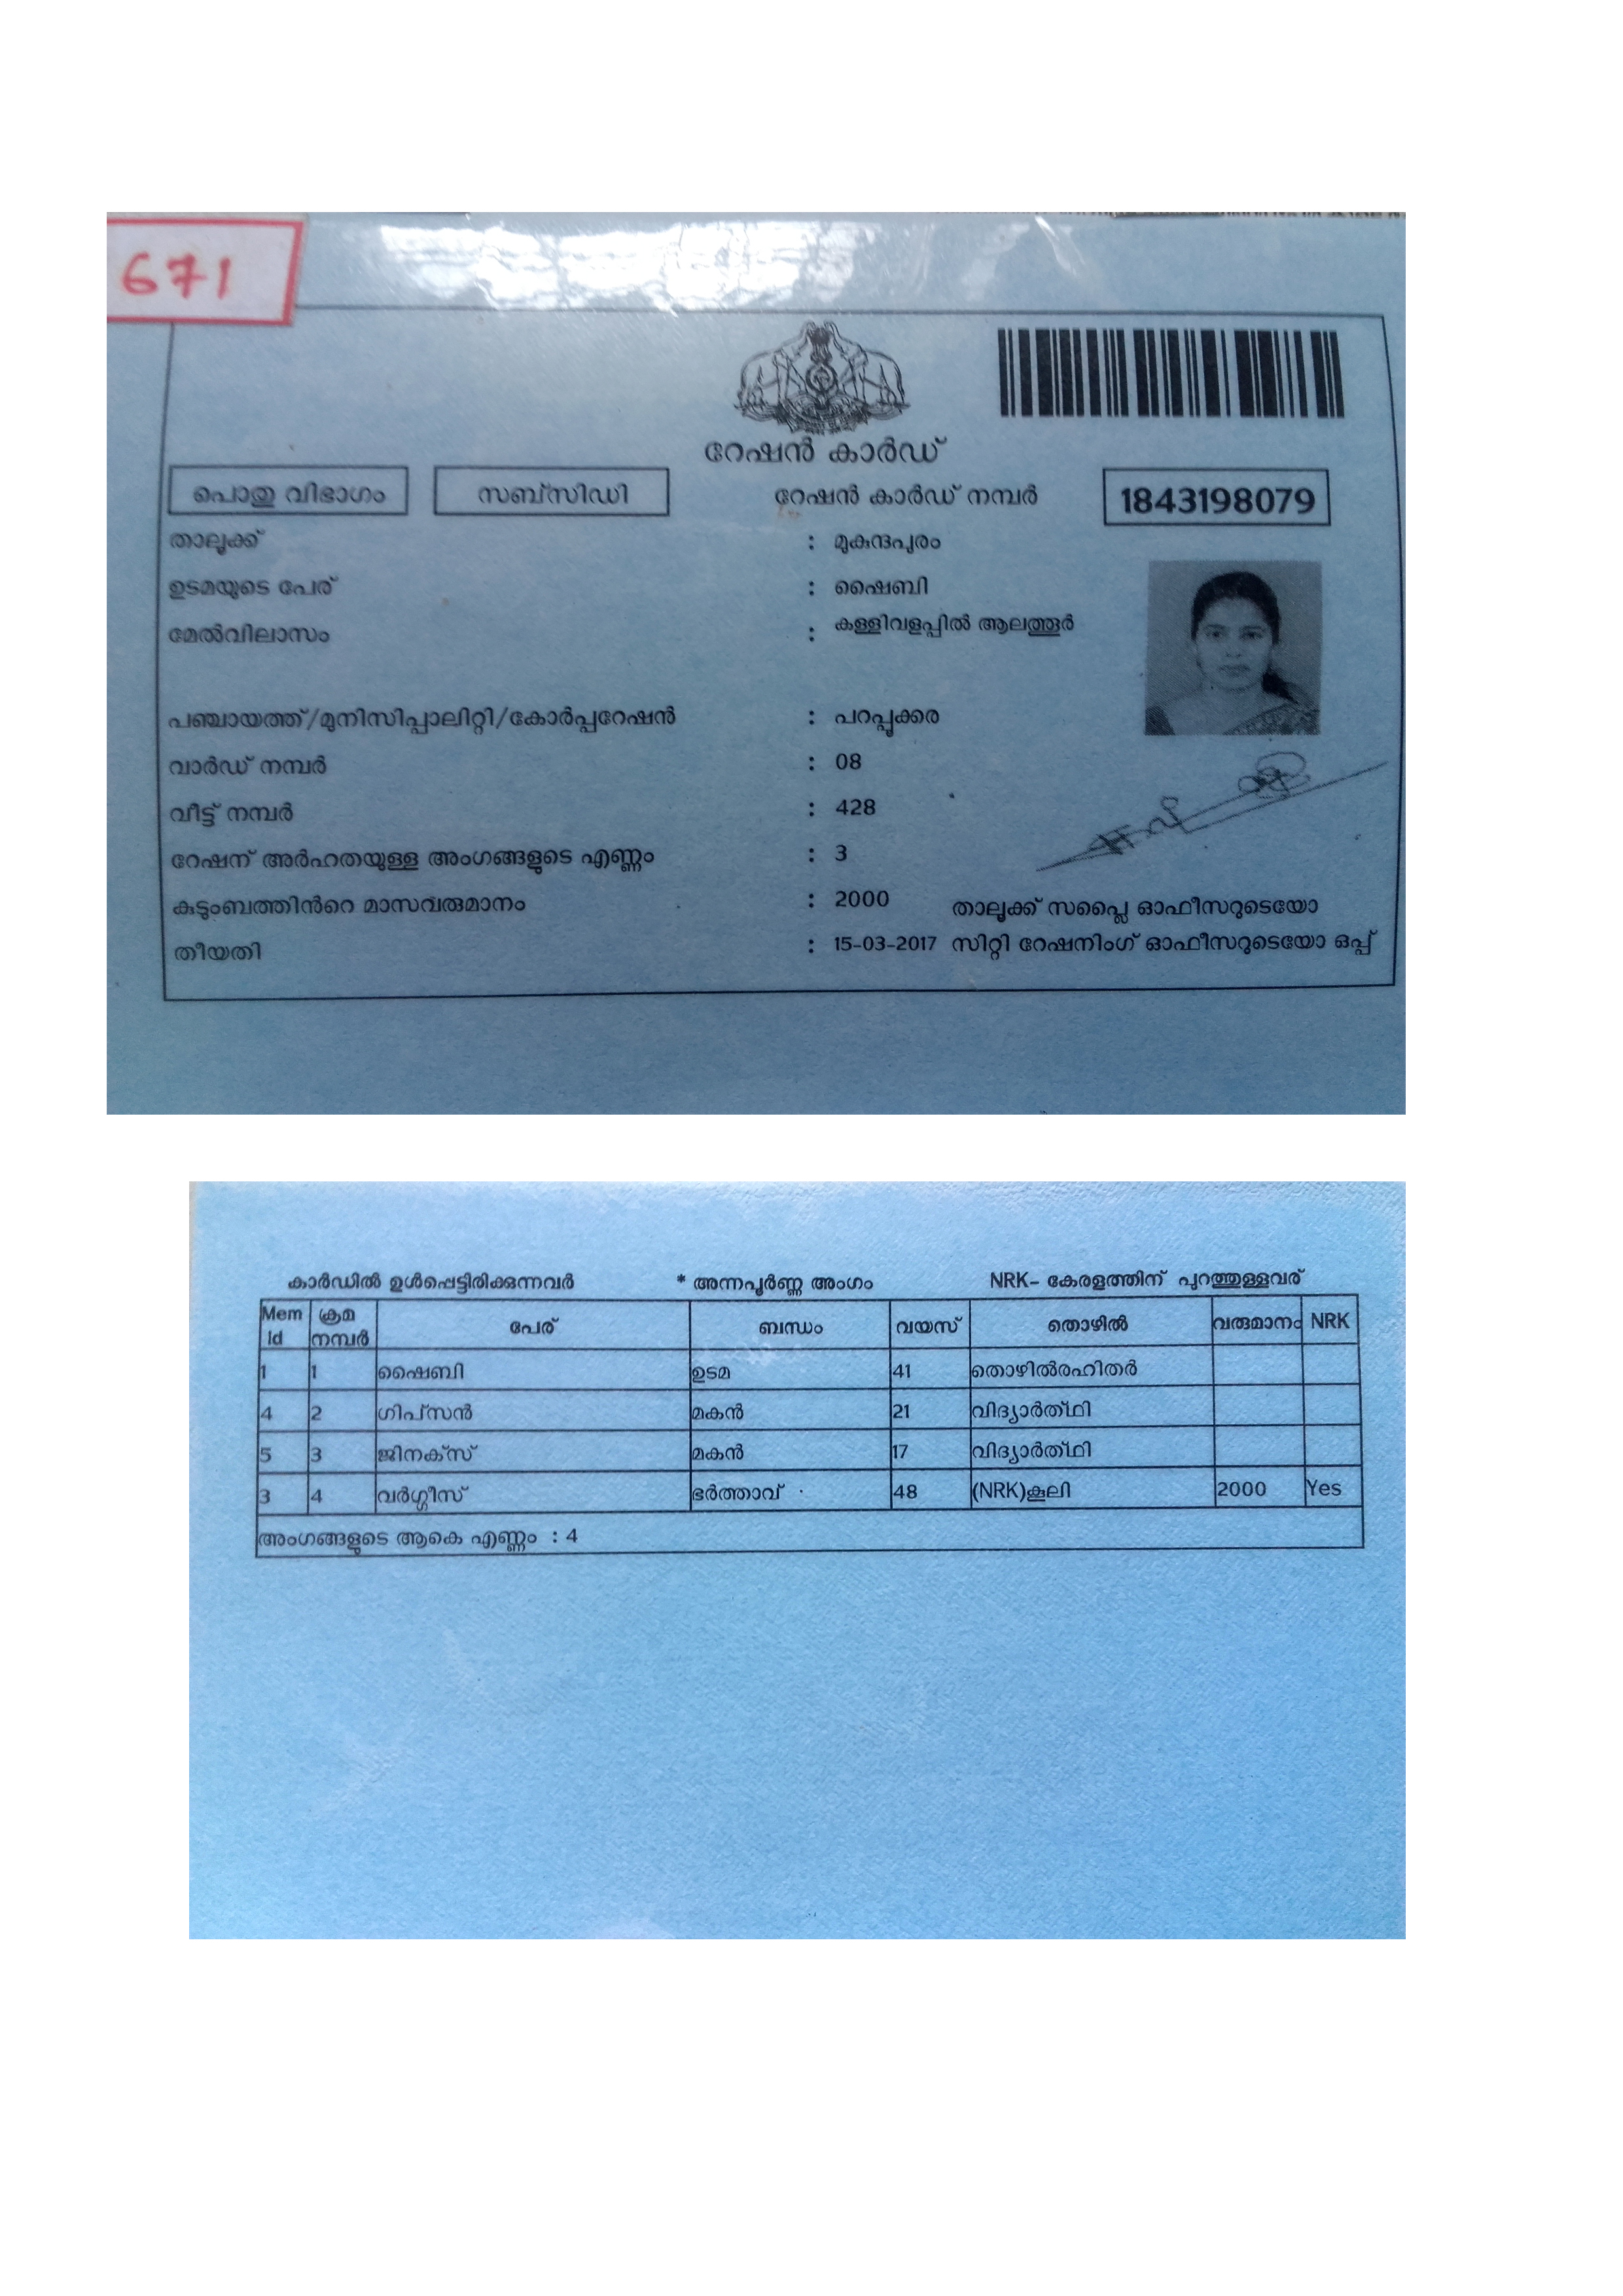 671
റേഷൻ കാർഡ്
പൊതു വിഭാഗം സബ്സിഡി റേഷൻ കാർഡ് നമ്പർ 1843198079
താലൂക്ക് : മുകുന്ദപുരം
ഉടമയുടെ പേര് : ഷൈബി
മേൽവിലാസം : കള്ളിവളപ്പിൽ ആലത്തൂർ
പഞ്ചായത്ത്/മുനിസിപ്പാലിറ്റി/കോർപ്പറേഷൻ : പറപ്പൂക്കര
വാർഡ് നമ്പർ : 08
വീട്ട് നമ്പർ : 428
റേഷന് അർഹതയുള്ള അംഗങ്ങളുടെ എണ്ണം : 3
കുടുംബത്തിൻറെ മാസവരുമാനം : 2000 താലൂക്ക് സപ്ലൈ ഓഫീസറുടെയോ
തീയതി : 15-03-2017 സിറ്റി റേഷനിംഗ് ഓഫീസറുടെയോ ഒപ്പ്
കാർഡിൽ ഉൾപ്പെട്ടിരിക്കുന്നവർ * അന്നപൂർണ്ണ അംഗം NRK- കേരളത്തിന് പുറത്തുള്ളവര്
Mem Id ക്രമ നമ്പർ പേര് ബന്ധം വയസ് തൊഴിൽ വരുമാനം NRK
1 1 ഷൈബി ഉടമ 41 തൊഴിൽരഹിതർ
4 2 ഗിപ്സൻ മകൻ 21 വിദ്യാർത്ഥി
5 3 ജിനക്സ് മകൻ 17 വിദ്യാർത്ഥി
3 4 വർഗ്ഗീസ് ഭർത്താവ് 48 (NRK)കൂലി 2000 Yes
അംഗങ്ങളുടെ ആകെ എണ്ണം : 4